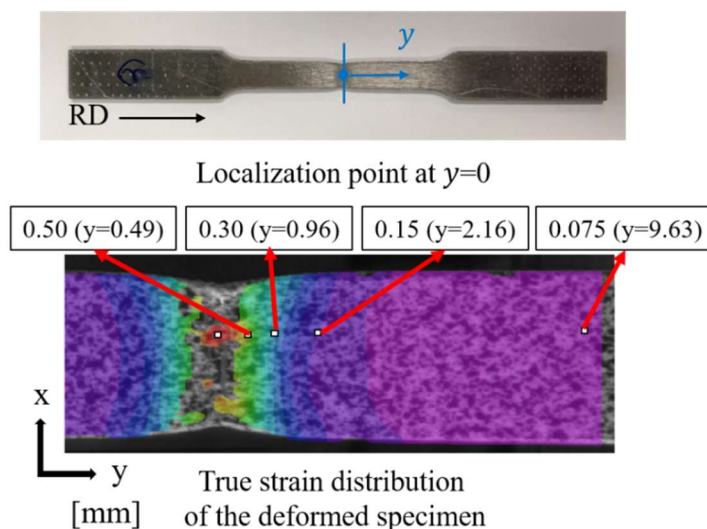 y
RD
Localization point at y=0
0.50 (y=0.49) 0.30 (y=0.96) 0.15 (y=2.16) 0.075 (y=9.63)
x
y
[mm]
True strain distribution
of the deformed specimen